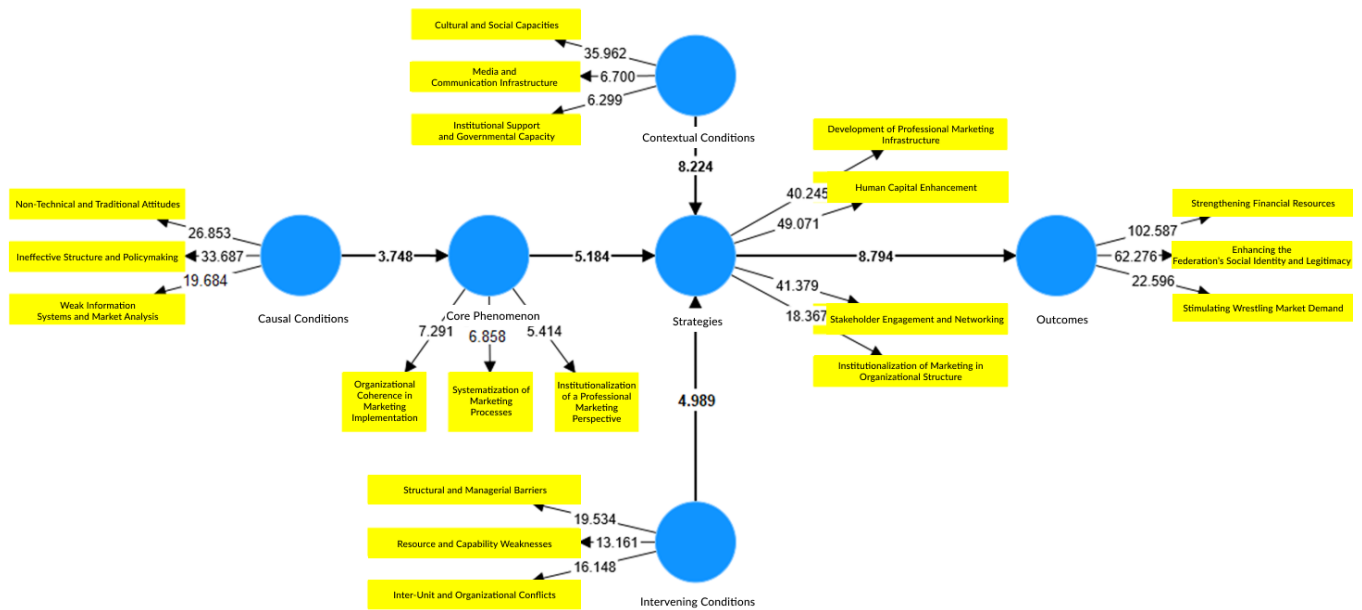 Cultural and Social Capacities
35.962
Media and
Communication Infrastructure
6.700
6.299
Institutional Support
and Governmental Capacity
Contextual Conditions
8.224
Development of Professional Marketing
Infrastructure
40.245
Human Capital Enhancement
49.071
Non-Technical and Traditional Attitudes
26.853
Ineffective Structure and Policymaking
33.687
19.684
Weak Information
Systems and Market Analysis
Causal Conditions
3.748
Core Phenomenon
7.291
6.858
5.414
Organizational
Coherence in
Marketing
Implementation
Systematization of
Marketing
Processes
Institutionalization
of a Professional
Marketing
Perspective
5.184
Strategies
8.794
41.379
Stakeholder Engagement and Networking
18.367
Institutionalization of Marketing in
Organizational Structure
Strengthening Financial Resources
102.587
Enhancing the
Federation's Social Identity and Legitimacy
62.276
22.596
Stimulating Wrestling Market Demand
Outcomes
4.989
Structural and Managerial Barriers
19.534
Resource and Capability Weaknesses
13.161
16.148
Inter-Unit and Organizational Conflicts
Intervening Conditions